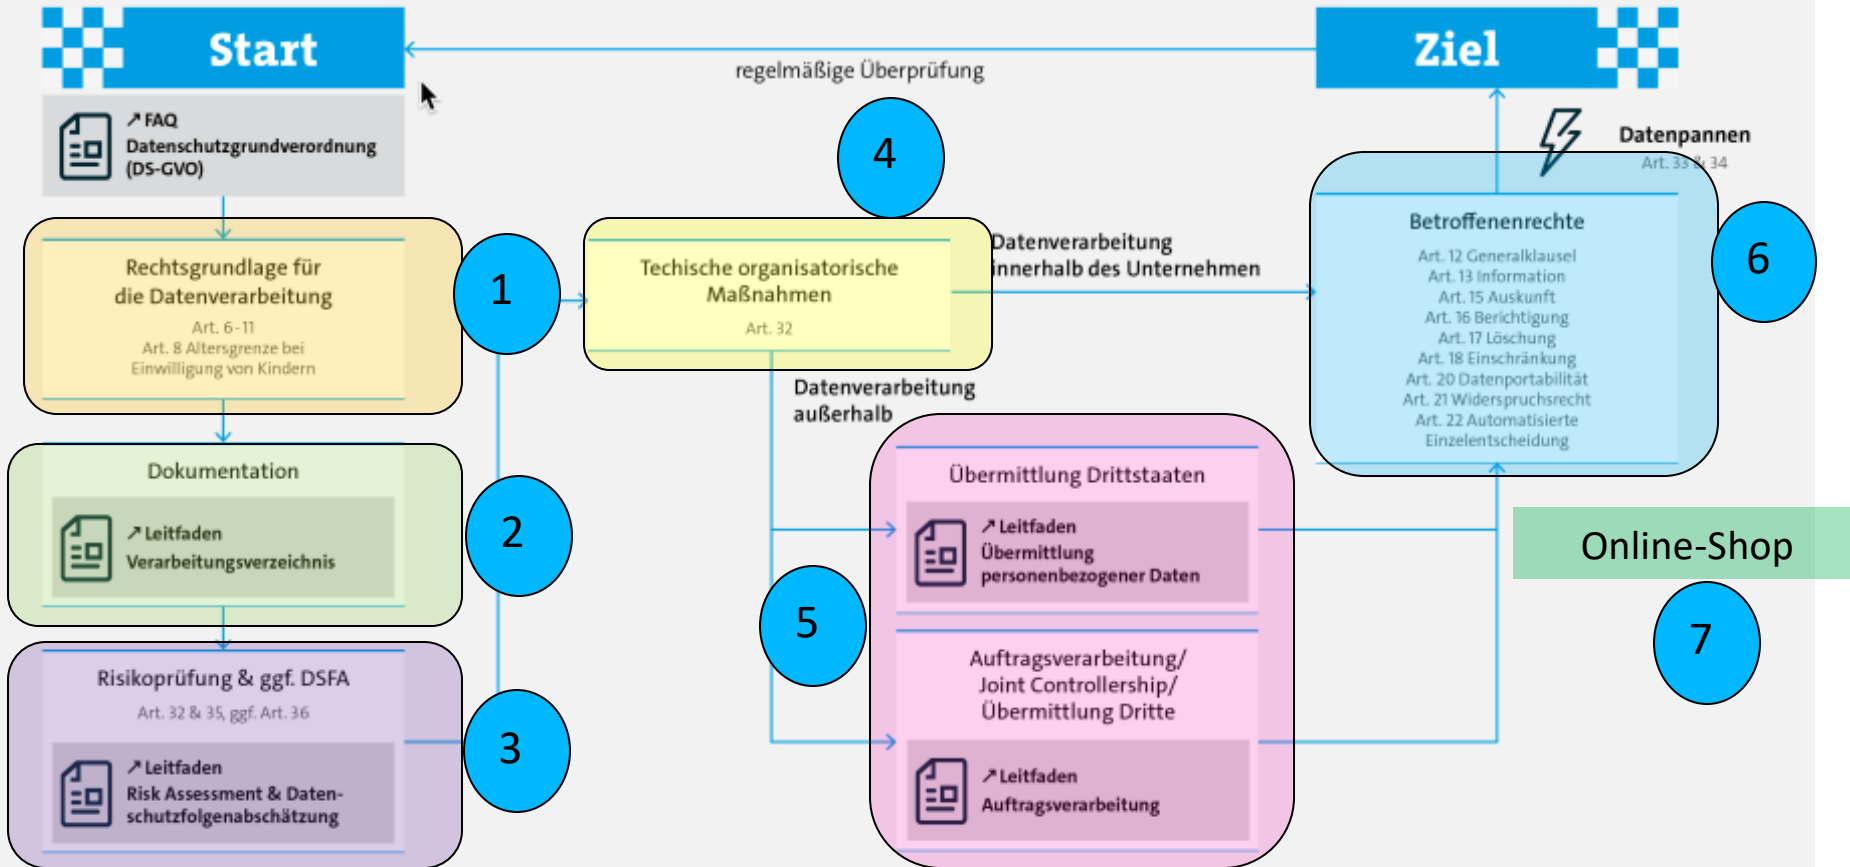 Start
Ziel
regelmäßige Überprüfung
↗ FAQ
Datenschutzgrundverordnung
(DS-GVO)
Datenpannen
Art. 33 & 34
4
Rechtsgrundlage für
die Datenverarbeitung
Art. 6-11
Art. 8 Altersgrenze bei
Einwilligung von Kindern
1
Techische organisatorische
Maßnahmen
Art. 32
Datenverarbeitung
innerhalb des Unternehmen
Datenverarbeitung
außerhalb
Betroffenenrechte
Art. 12 Generalklausel
Art. 13 Information
Art. 15 Auskunft
Art. 16 Berichtigung
Art. 17 Löschung
Art. 18 Einschränkung
Art. 20 Datenportabilität
Art. 21 Widerspruchsrecht
Art. 22 Automatisierte
Einzelentscheidung
6
Dokumentation
↗ Leitfaden
Verarbeitungsverzeichnis
2
Risikoprüfung & ggf. DSFA
Art. 32 & 35, ggf. Art. 36
↗ Leitfaden
Risk Assessment & Daten-
schutzfolgenabschätzung
3
Übermittlung Drittstaaten
↗ Leitfaden
Übermittlung
personenbezogener Daten
5
Auftragsverarbeitung/
Joint Controllership/
Übermittlung Dritte
↗ Leitfaden
Auftragsverarbeitung
Online-Shop
7